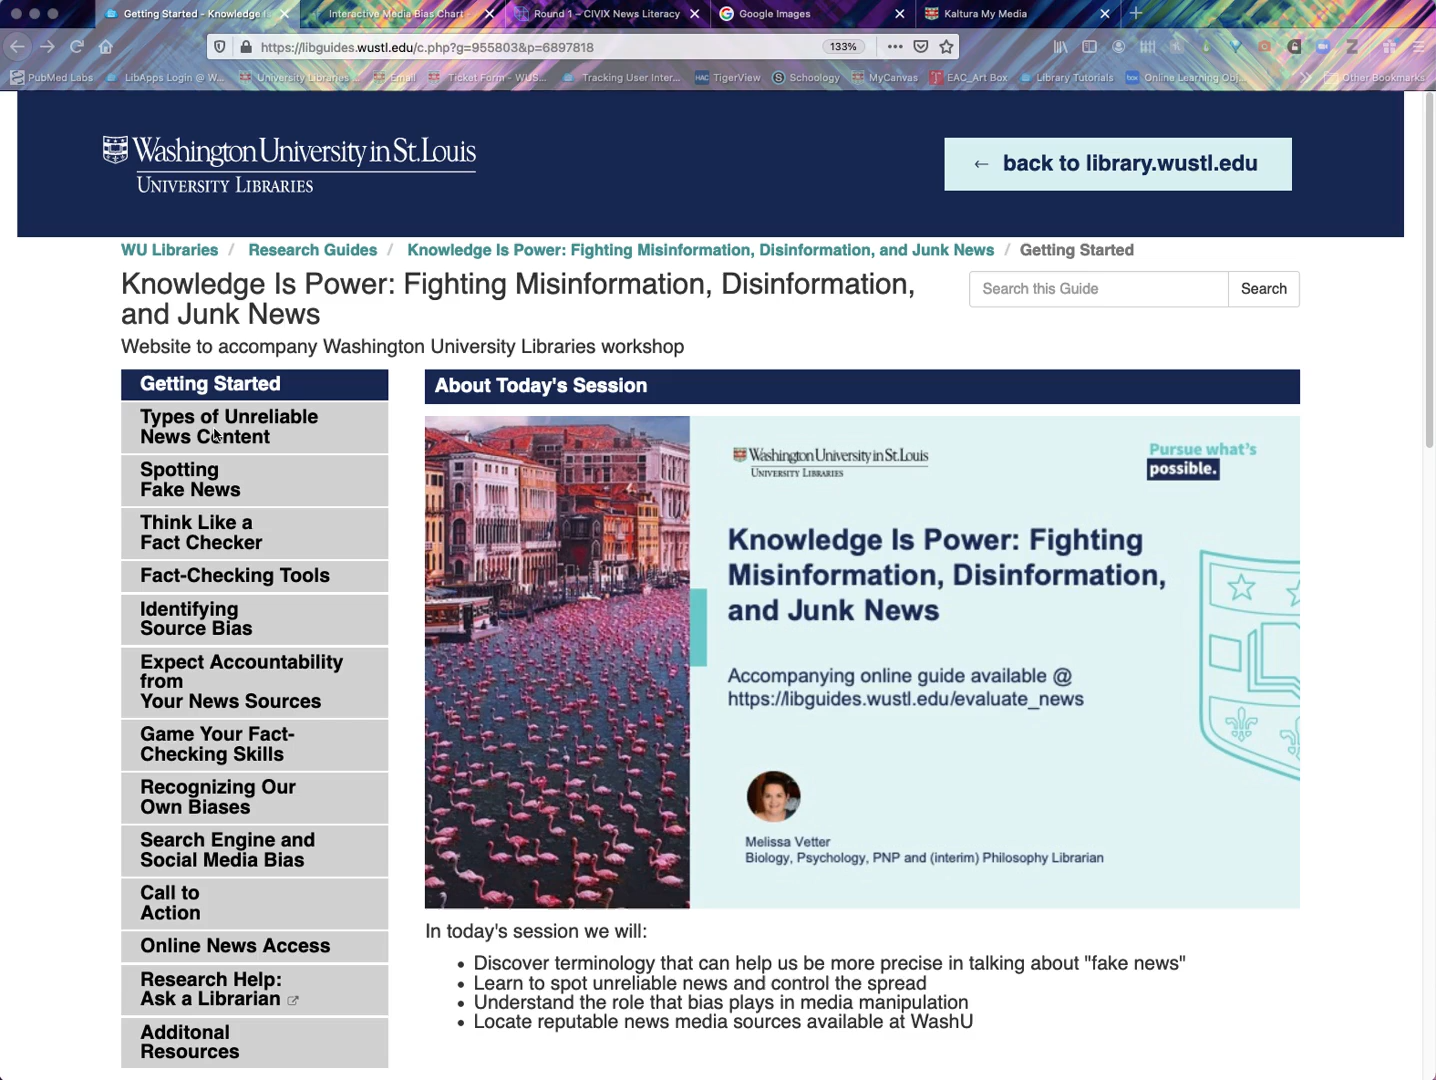 Getting Started - Knowledge I
Interactive Media Bias Chart -
Round 1 – CIVIX News Literacy
Google Images
Kaltura My Media
https://libguides.wustl.edu/c.php?g=955803&p=6897818
133%
PubMed Labs
LibApps Login @ W...
University Libraries ...
Email
Ticket Form - WUS...
Tracking User Inter...
HAC TigerView
Schoology
MyCanvas
EAC_Art Box
Library Tutorials
box Online Learning Obj...
Other Bookmarks
Washington University in St. Louis
University Libraries
← back to library.wustl.edu
WU Libraries / Research Guides / Knowledge Is Power: Fighting Misinformation, Disinformation, and Junk News / Getting Started
Knowledge Is Power: Fighting Misinformation, Disinformation,
and Junk News
Search this Guide
Search
Website to accompany Washington University Libraries workshop
Getting Started
Types of Unreliable
News Content
Spotting
Fake News
Think Like a
Fact Checker
Fact-Checking Tools
Identifying
Source Bias
Expect Accountability
from
Your News Sources
Game Your Fact-
Checking Skills
Recognizing Our
Own Biases
Search Engine and
Social Media Bias
Call to
Action
Online News Access
Research Help:
Ask a Librarian
Additonal
Resources
About Today's Session
Washington University in St. Louis
University Libraries
Pursue what's
possible.
Knowledge Is Power: Fighting
Misinformation, Disinformation,
and Junk News
Accompanying online guide available @
https://libguides.wustl.edu/evaluate_news
Melissa Vetter
Biology, Psychology, PNP and (interim) Philosophy Librarian
In today's session we will:
• Discover terminology that can help us be more precise in talking about "fake news"
• Learn to spot unreliable news and control the spread
• Understand the role that bias plays in media manipulation
• Locate reputable news media sources available at WashU